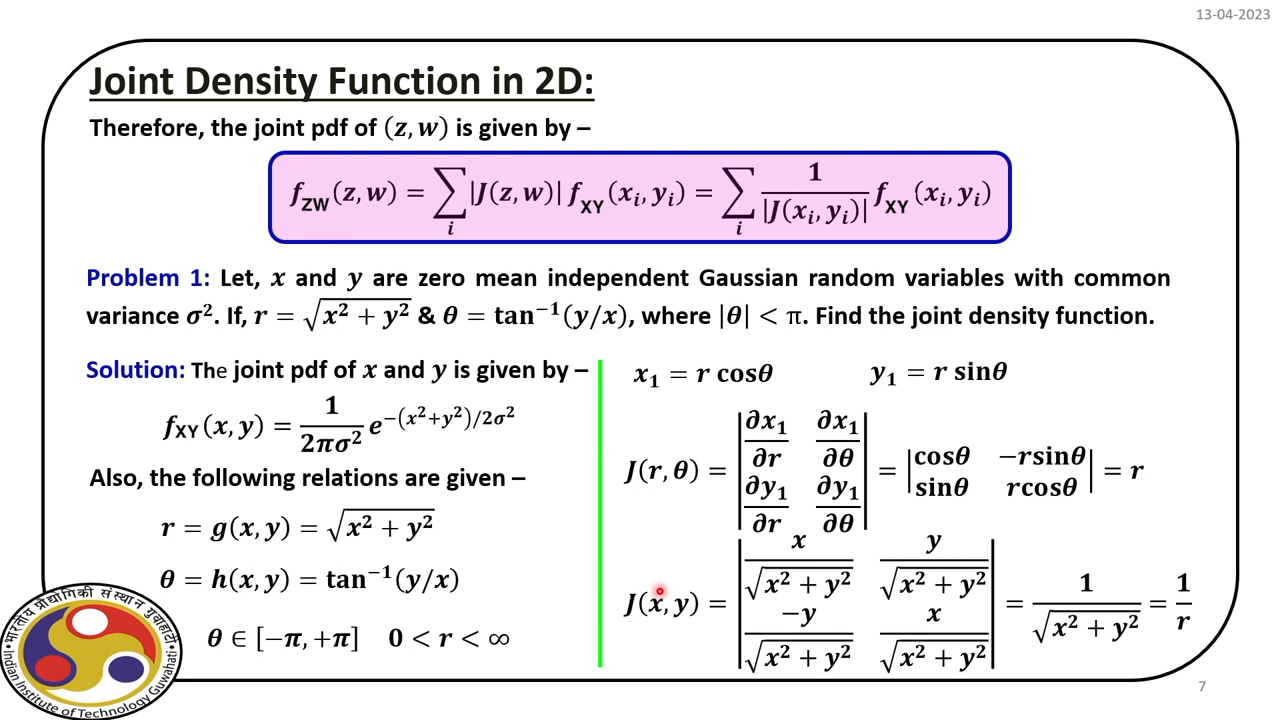 13-04-2023
Joint Density Function in 2D:
Therefore, the joint pdf of (z, w) is given by –
f_ZW(z, w) = ∑_i |J(z, w)| f_XY(x_i, y_i) = ∑_i 1/|J(x_i, y_i)| f_XY(x_i, y_i)
Problem 1: Let, x and y are zero mean independent Gaussian random variables with common
variance σ². If, r = √(x² + y²) & θ = tan⁻¹(y/x), where |θ| < π. Find the joint density function.
Solution: The joint pdf of x and y is given by –
f_XY(x, y) = 1/(2πσ²) e^(−(x²+y²)/2σ²)
Also, the following relations are given –
r = g(x, y) = √(x² + y²)
θ = h(x, y) = tan⁻¹(y/x)
θ ∈ [−π, +π] 0 < r < ∞
x₁ = r cosθ y₁ = r sinθ
J(r, θ) = |∂x₁/∂r ∂x₁/∂θ; ∂y₁/∂r ∂y₁/∂θ| = |cosθ −rsinθ; sinθ rcosθ| = r
J(x, y) = |x/√(x² + y²) y/√(x² + y²); −y/√(x² + y²) x/√(x² + y²)| = 1/√(x² + y²) = 1/r
भारतीय प्रौद्योगिकी संस्थान गुवाहाटी
Indian Institute of Technology Guwahati
7